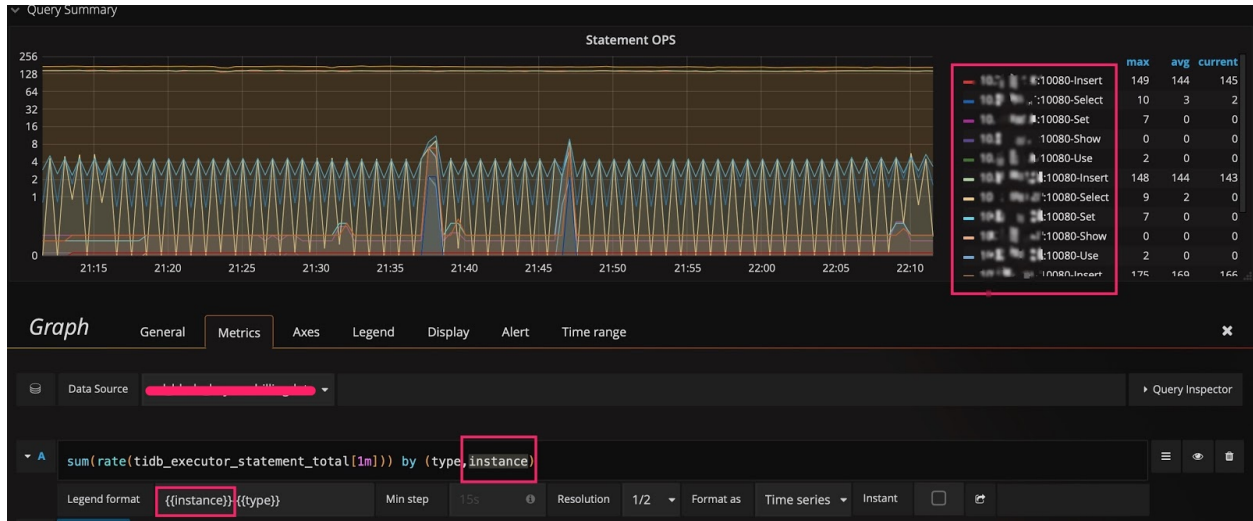 Query Summary
Statement OPS
256
128
64
32
16
8
4
2
1
0
21:15 21:20 21:25 21:30 21:35 21:40 21:45 21:50 21:55 22:00 22:05 22:10
max avg current
:10080-Insert 149 144 145
:10080-Select 10 3 2
:10080-Set 7 0 0
:10080-Show 0 0 0
:10080-Use 2 0 0
:10080-Insert 148 144 143
:10080-Select 9 2 0
:10080-Set 7 0 0
:10080-Show 0 0 0
:10080-Use 2 0 0
10080-Insert 175 169 166
Graph General Metrics Axes Legend Display Alert Time range
Data Source Query Inspector
A sum(rate(tidb_executor_statement_total[1m])) by (type,instance)
Legend format {{instance}}-{{type}} Min step 15s Resolution 1/2 Format as Time series Instant